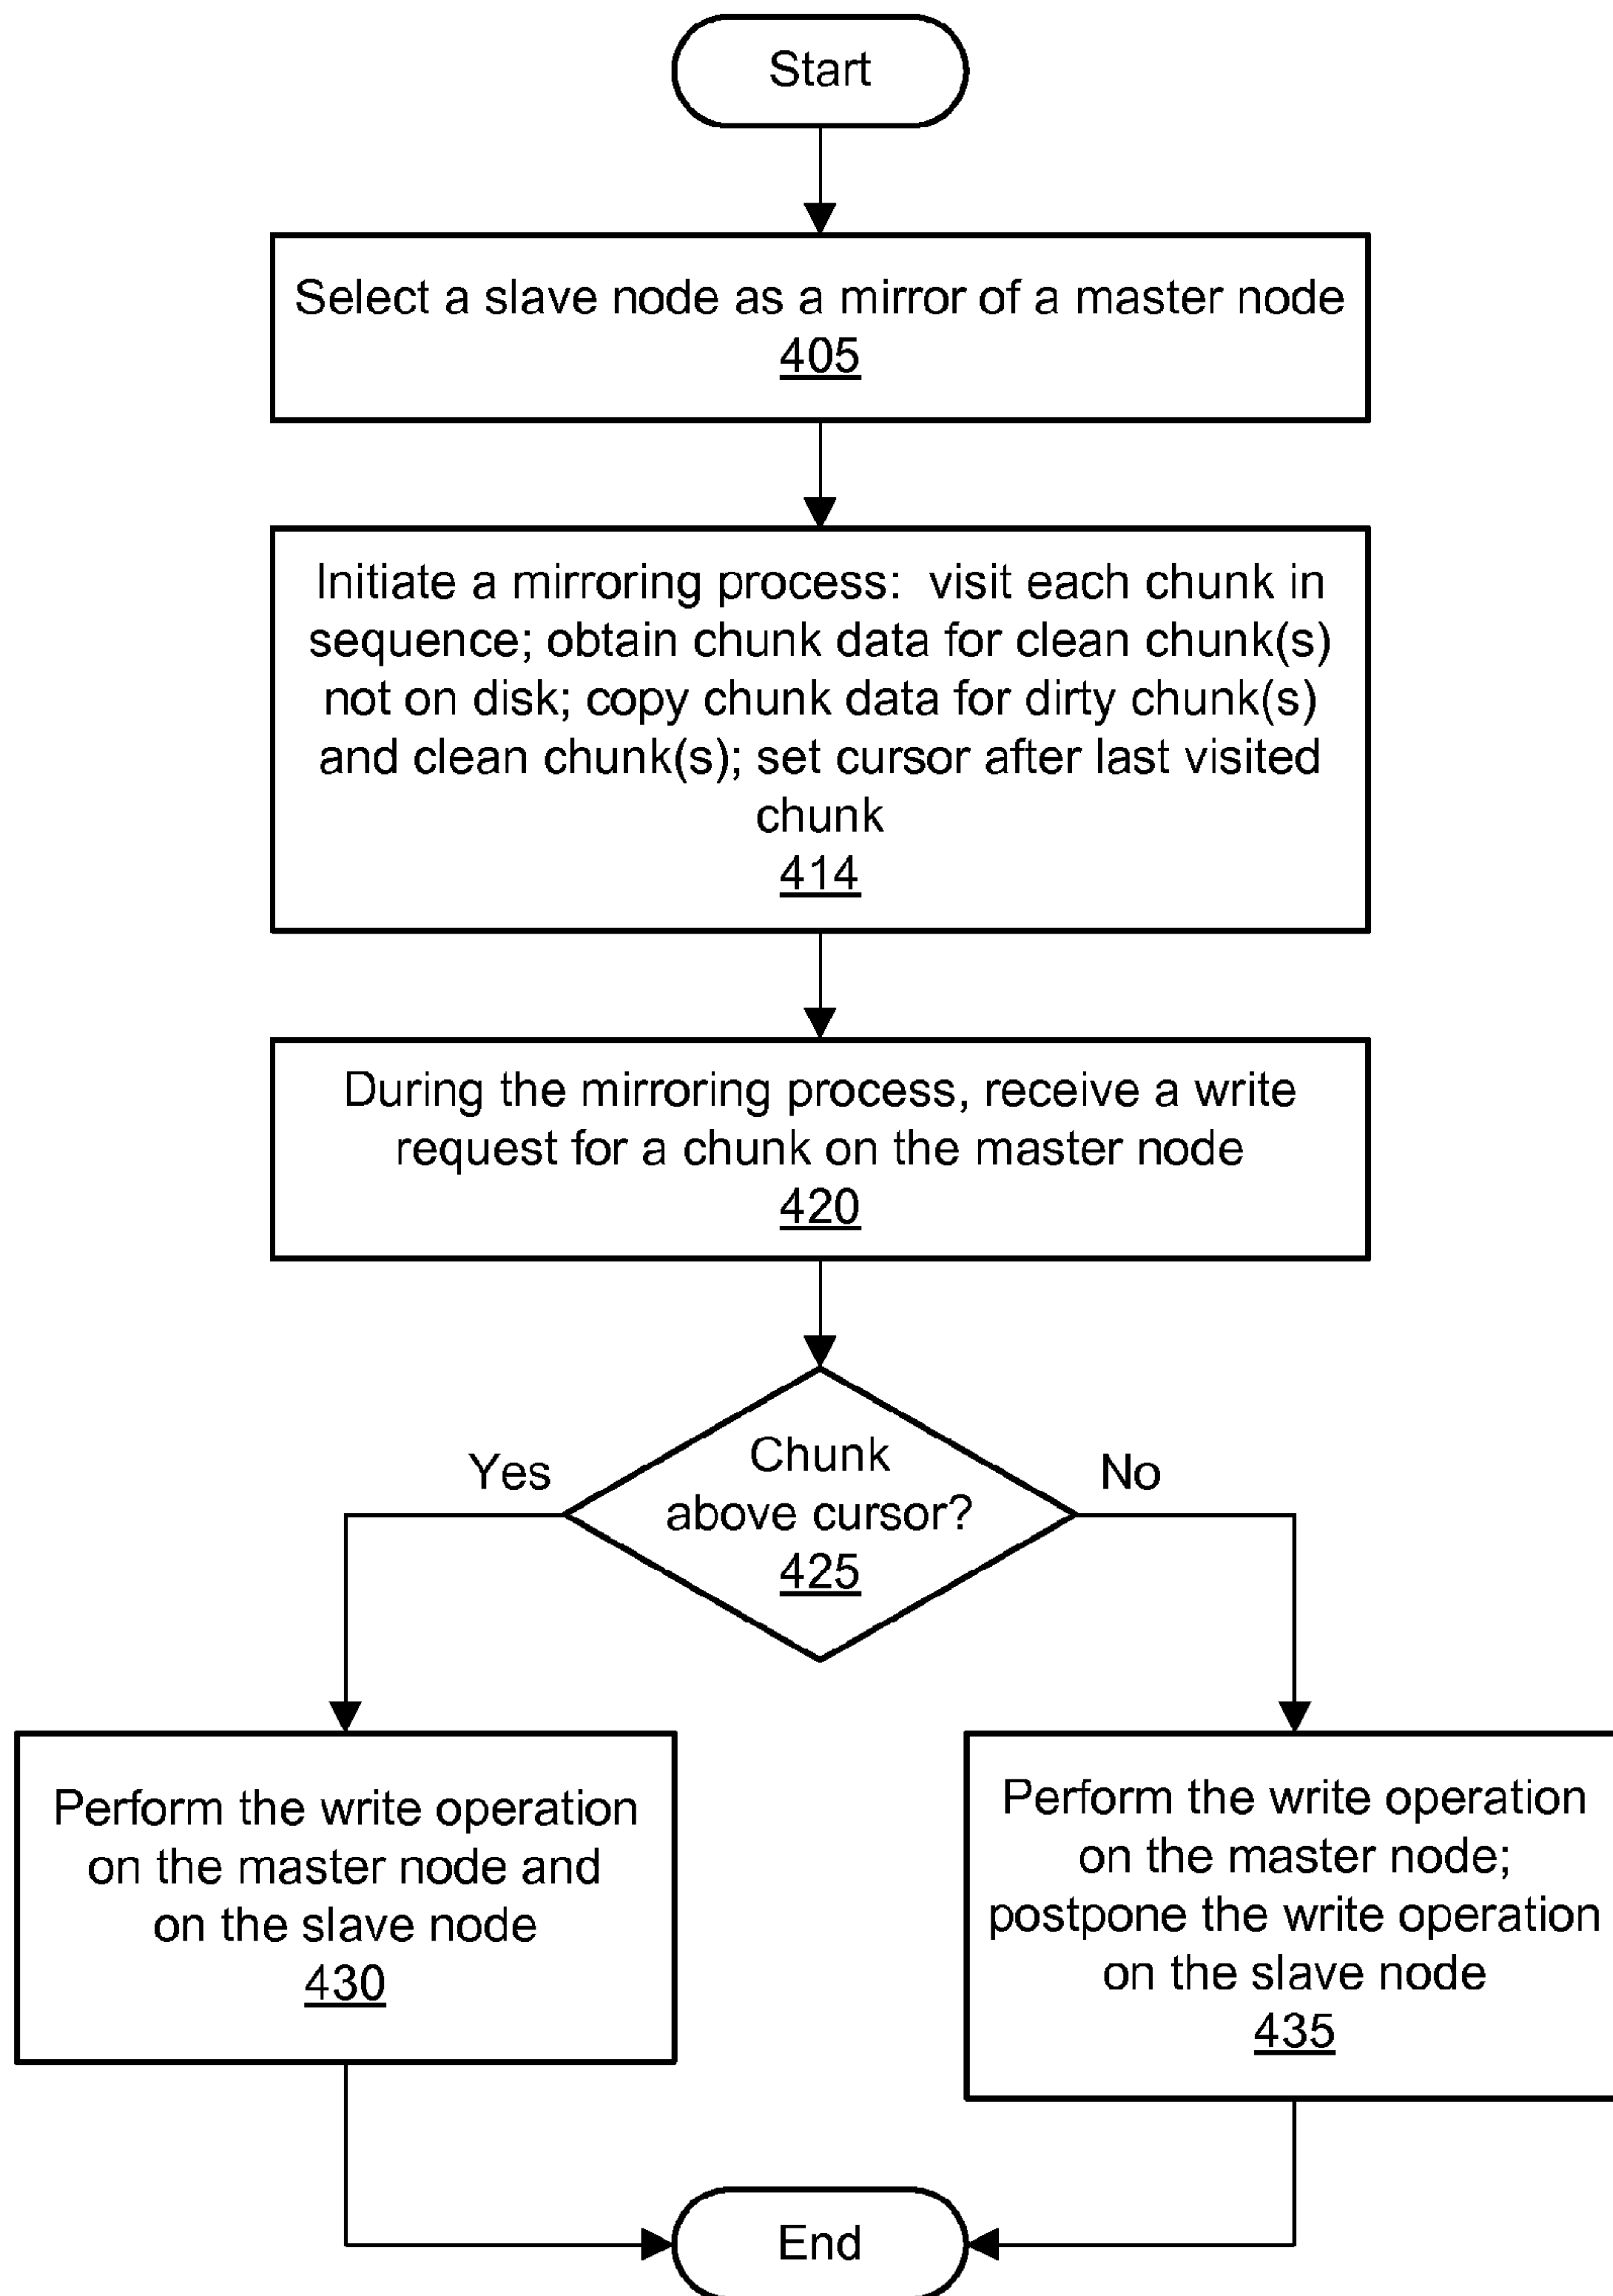 Start
Select a slave node as a mirror of a master node
405
Initiate a mirroring process: visit each chunk in
sequence; obtain chunk data for clean chunk(s)
not on disk; copy chunk data for dirty chunk(s)
and clean chunk(s); set cursor after last visited
chunk
414
During the mirroring process, receive a write
request for a chunk on the master node
420
Chunk
above cursor?
425
Yes
No
Perform the write operation
on the master node and
on the slave node
430
Perform the write operation
on the master node;
postpone the write operation
on the slave node
435
End